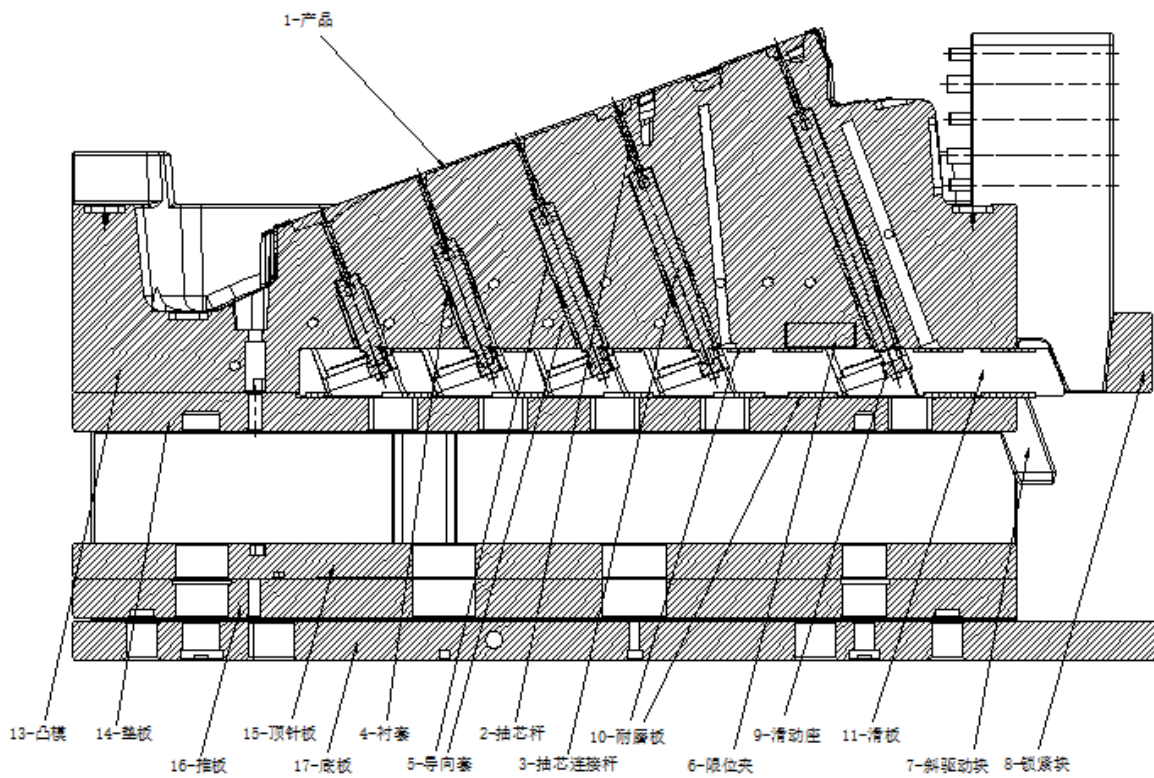 1-产品
13-凸模
14-垫板
15-顶针板
4-衬套
2-抽芯杆
10-耐磨板
9-滑动座
11-滑板
16-推板
17-底板
5-导向套
3-抽芯连接杆
6-限位夹
7-斜驱动块
8-锁紧块